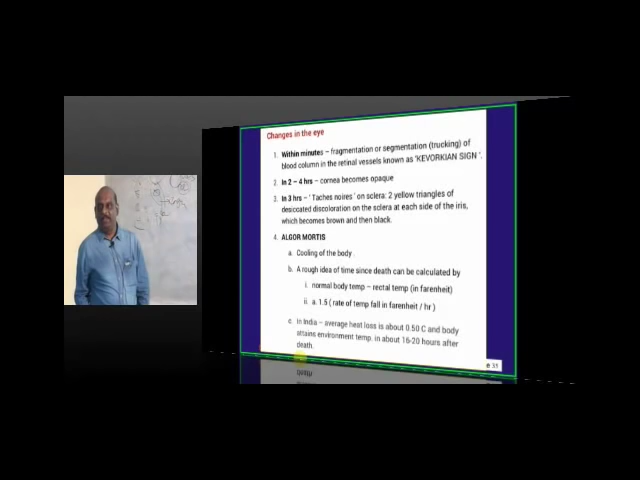 Changes in the eye
1. Within minutes – fragmentation or segmentation (trucking) of
blood column in the retinal vessels known as 'KEVORKIAN SIGN '.
2. In 2 – 4 hrs – cornea becomes opaque
3. In 3 hrs – ' Taches noires ' on sclera: 2 yellow triangles of
desiccated discoloration on the sclera at each side of the iris,
which becomes brown and then black.
4. ALGOR MORTIS
a. Cooling of the body
b. A rough idea of time since death can be calculated by
i. normal body temp – rectal temp (in farenheit)
ii. a. 1.5 ( rate of temp fall in farenheit / hr )
c. In India – average heat loss is about 0.50 C and body
attains environment temp. in about 16-20 hours after
death.
31